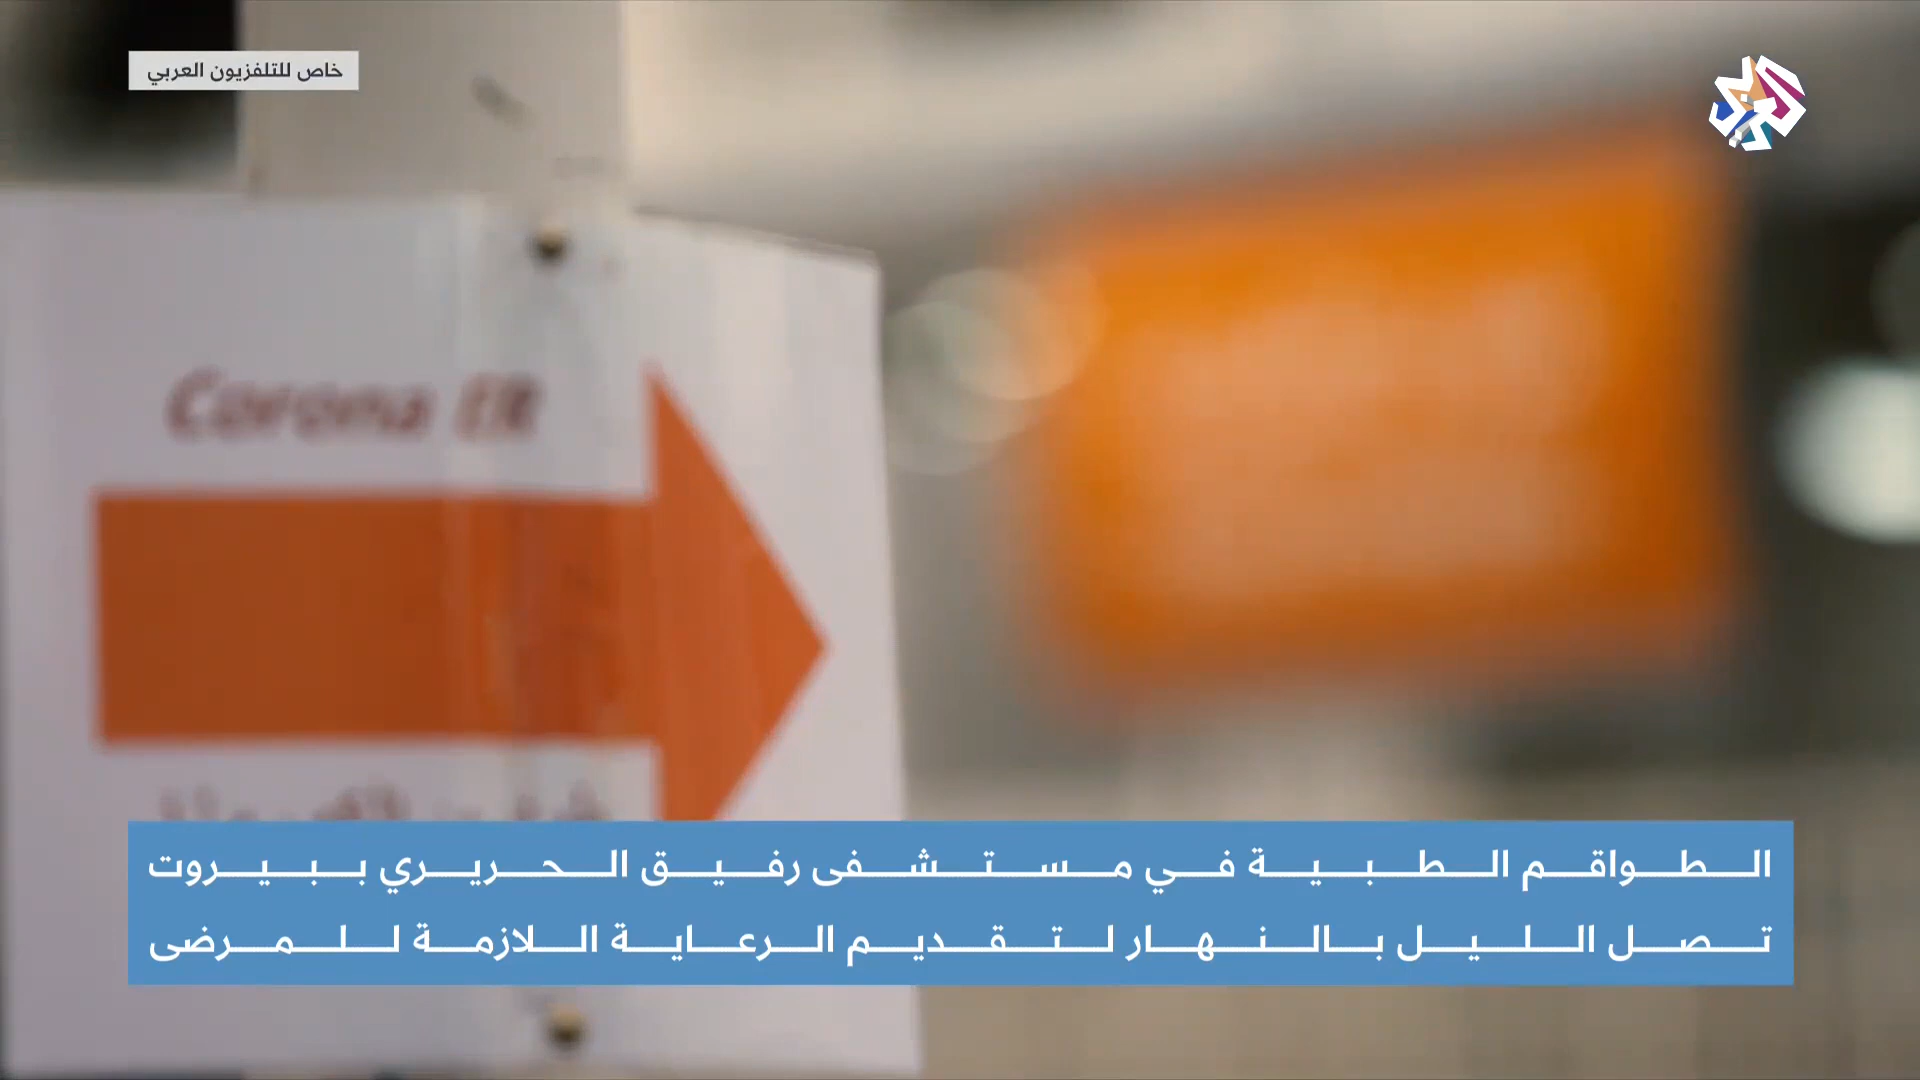 خاص للتلفزيون العربي
Corona ER
الطواقم الطبية في مستشفى رفيق الحريري ببيروت
تصل الليل بالنهار لتقديم الرعاية اللازمة للمرضى